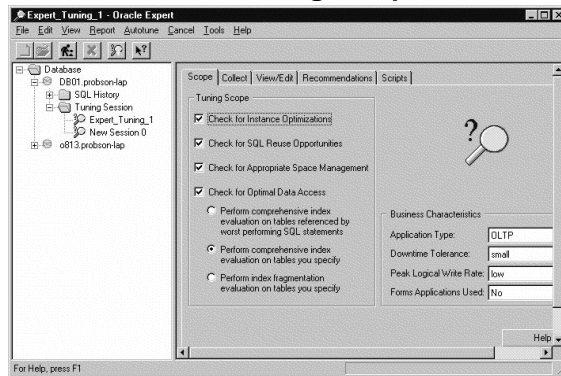 Expert_Tuning_1 - Oracle Expert
File Edit View Report Autotune Cancel Tools Help
Database
DB01.probson-lap
SQL History
Tuning Session
Expert_Tuning_1
New Session 0
o813.probson-lap
Scope Collect View/Edit Recommendations Scripts
Tuning Scope
Check for Instance Optimizations
Check for SQL Reuse Opportunities
Check for Appropriate Space Management
Check for Optimal Data Access
Perform comprehensive index
evaluation on tables referenced by
worst performing SQL statements
Perform comprehensive index
evaluation on tables you specify
Perform index fragmentation
evaluation on tables you specify
Business Characteristics
Application Type: OLTP
Downtime Tolerance: small
Peak Logical Write Rate: low
Forms Applications Used: No
Help
For Help, press F1